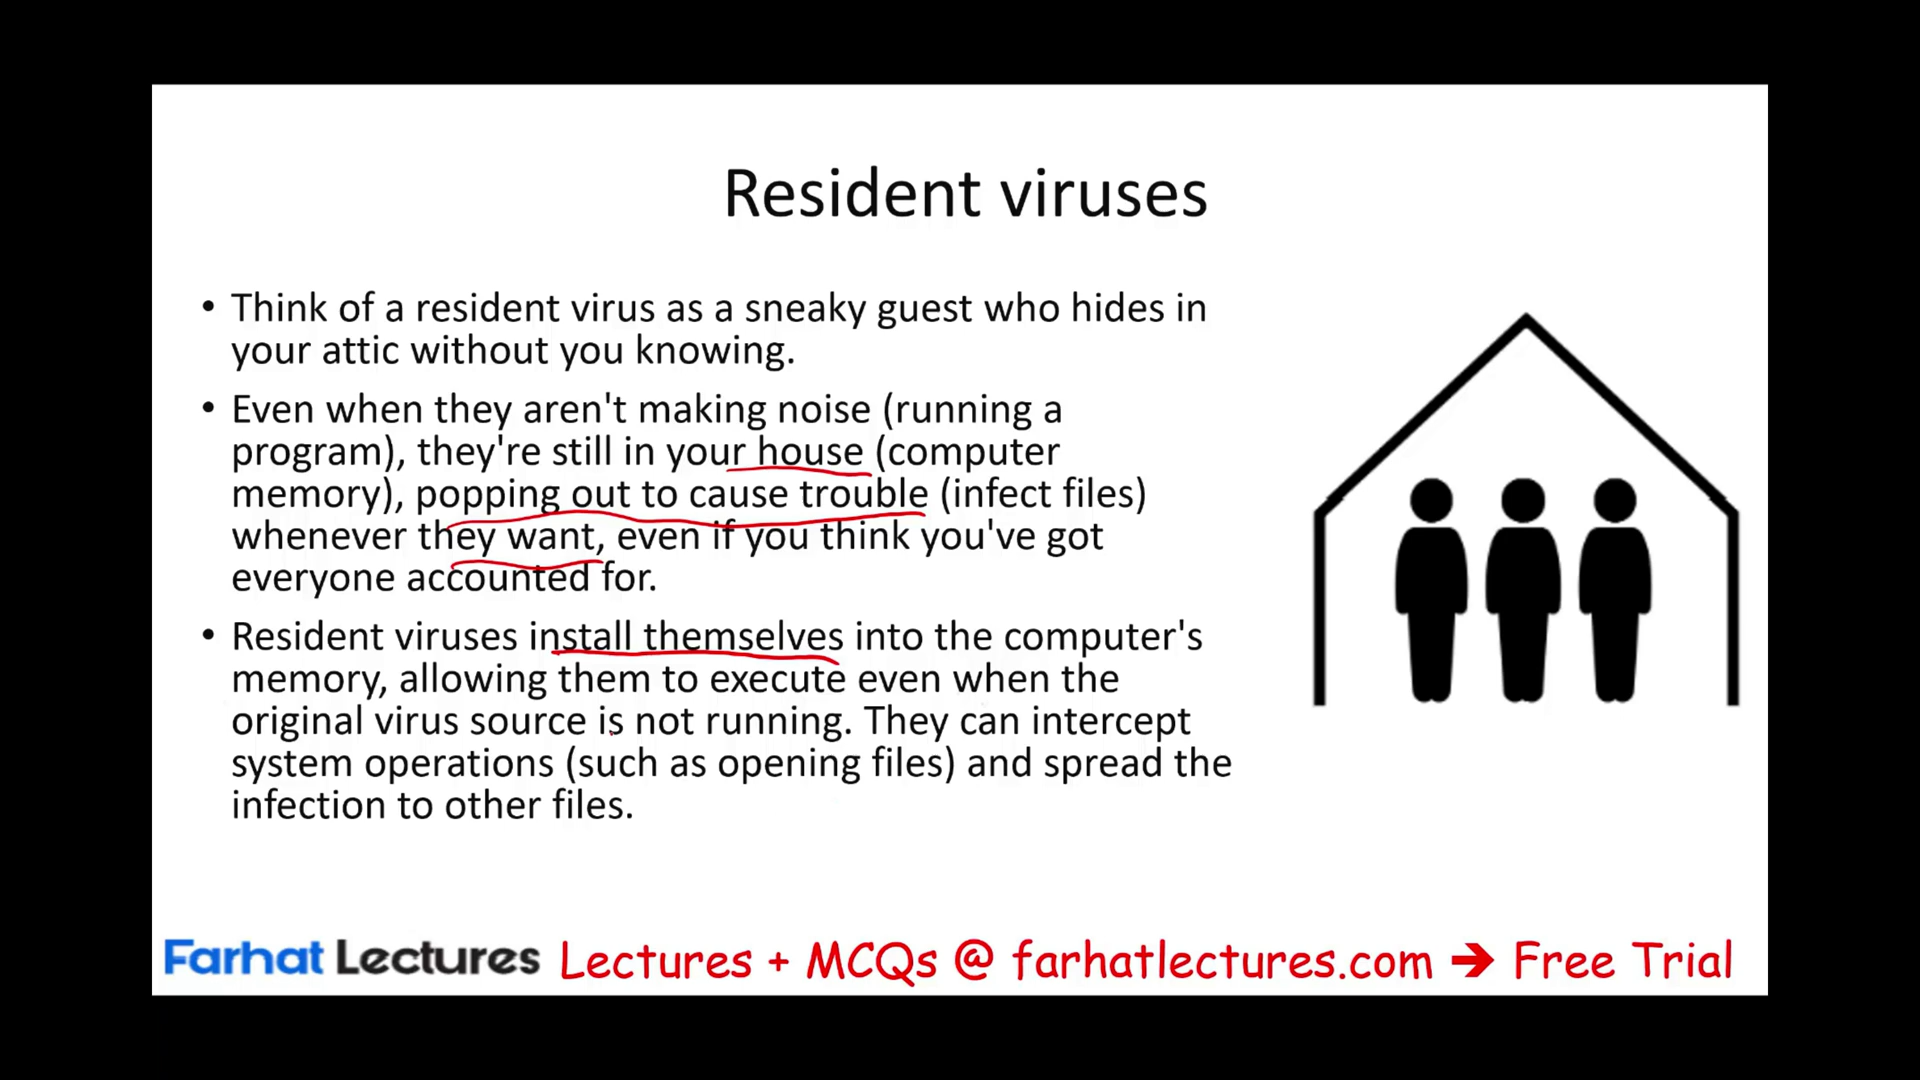 Resident viruses
• Think of a resident virus as a sneaky guest who hides in
your attic without you knowing.
• Even when they aren't making noise (running a
program), they're still in your house (computer
memory), popping out to cause trouble (infect files)
whenever they want, even if you think you've got
everyone accounted for.
• Resident viruses install themselves into the computer's
memory, allowing them to execute even when the
original virus source is not running. They can intercept
system operations (such as opening files) and spread the
infection to other files.
Farhat Lectures Lectures + MCQs @ farhatlectures.com ➔ Free Trial